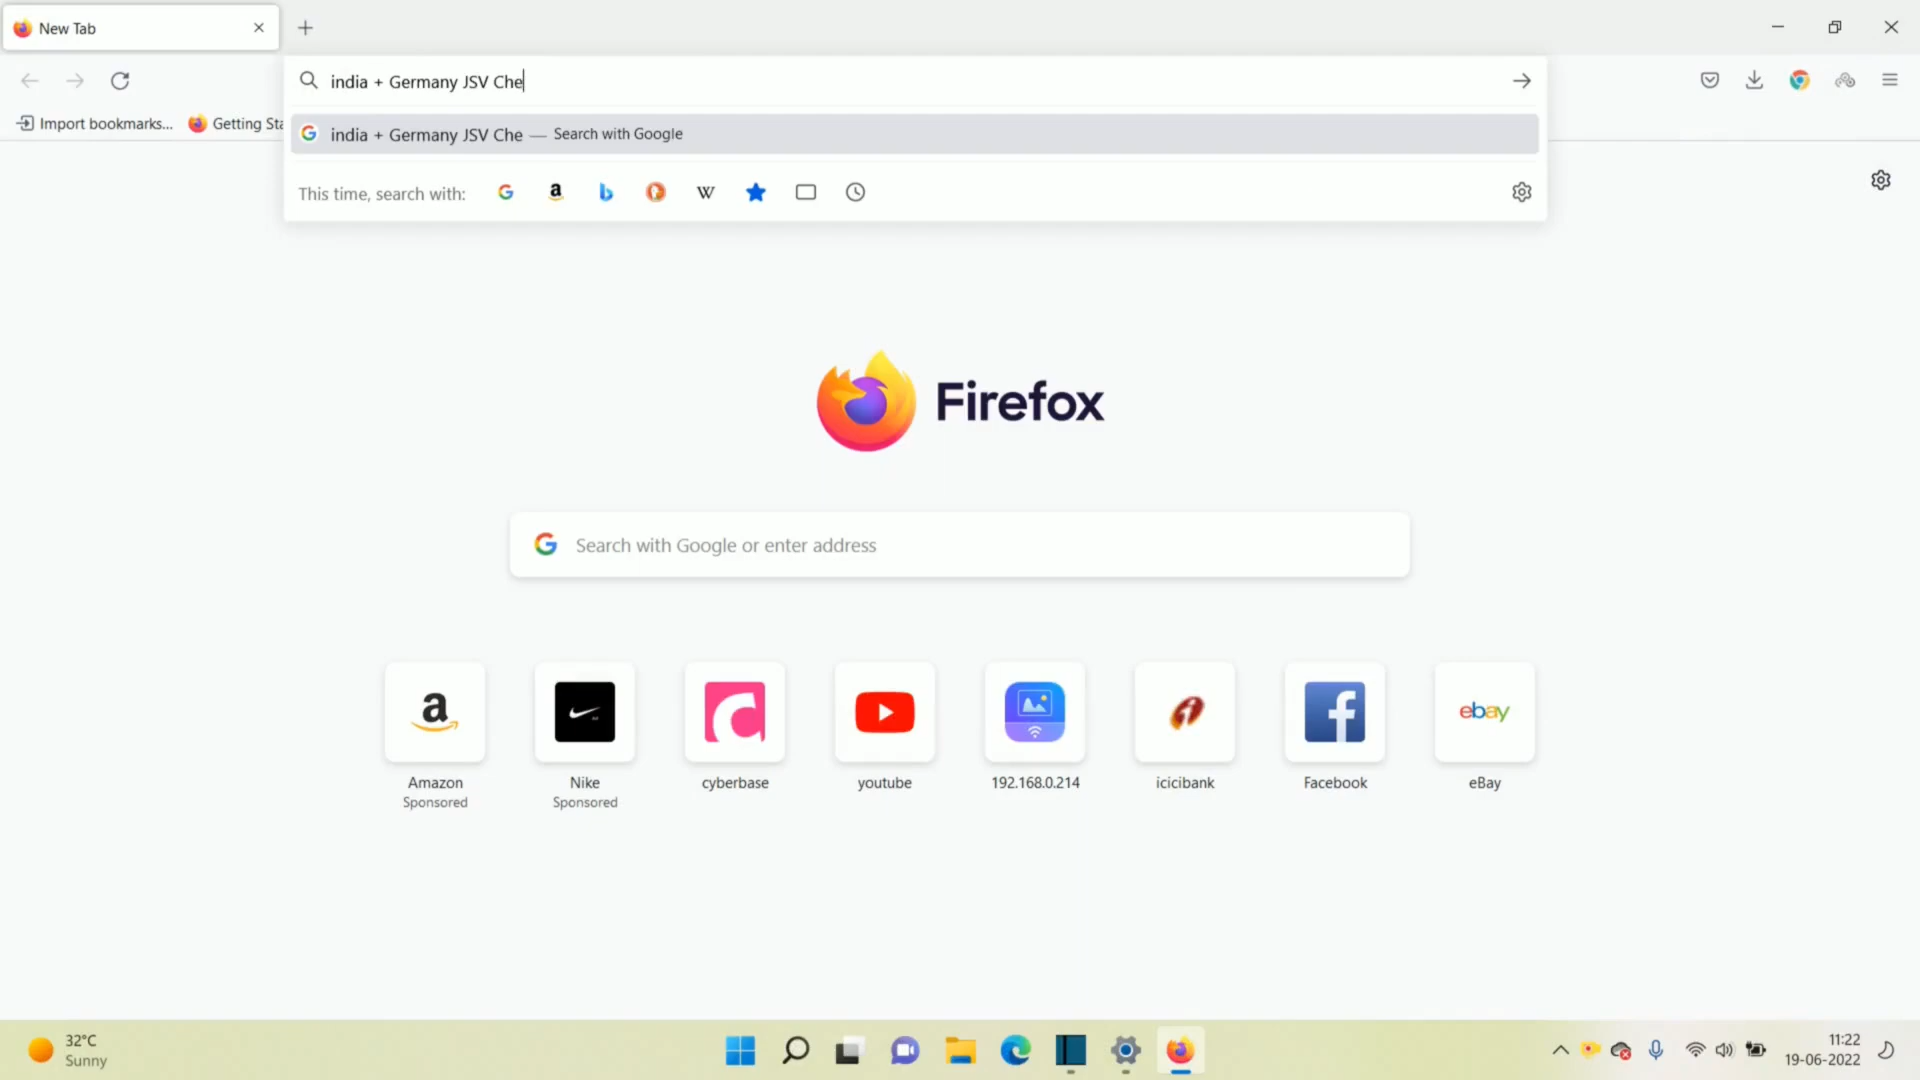 New Tab
india + Germany JSV Che
Import bookmarks...
Getting Sta
india + Germany JSV Che — Search with Google
This time, search with:
Firefox
Search with Google or enter address
Amazon
Sponsored
Nike
Sponsored
cyberbase
youtube
192.168.0.214
icicibank
Facebook
ebay
eBay
32°C
Sunny
11:22
19-06-2022